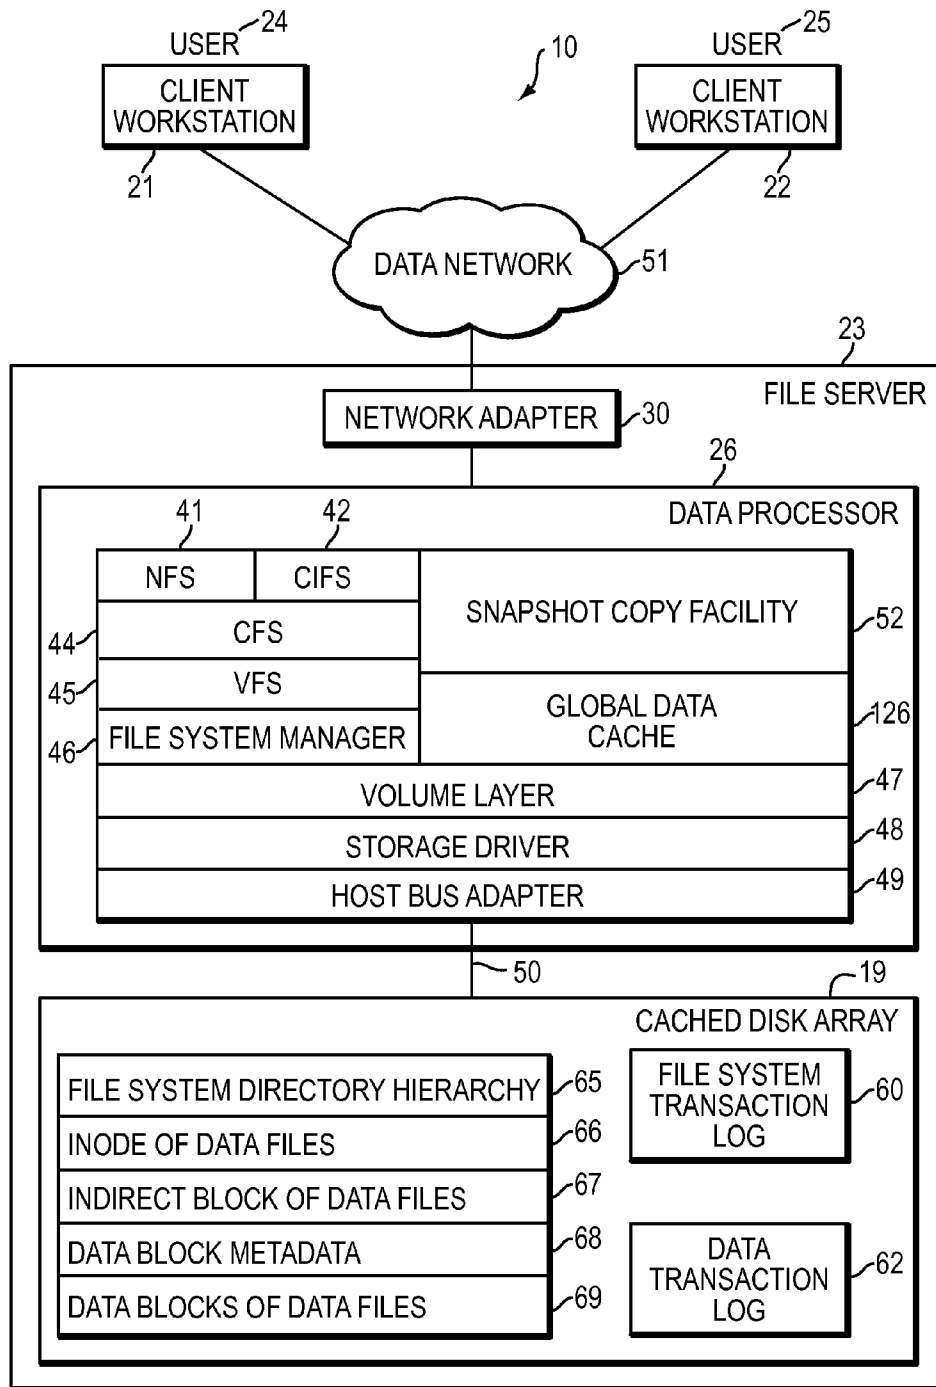 24
USER
CLIENT
WORKSTATION
21
10
25
USER
CLIENT
WORKSTATION
22
DATA NETWORK
51
23
FILE SERVER
NETWORK ADAPTER
30
26
DATA PROCESSOR
41
42
NFS
CIFS
SNAPSHOT COPY FACILITY
52
44
CFS
45
VFS
GLOBAL DATA
CACHE
126
46
FILE SYSTEM MANAGER
VOLUME LAYER
47
STORAGE DRIVER
48
HOST BUS ADAPTER
49
50
19
CACHED DISK ARRAY
FILE SYSTEM DIRECTORY HIERARCHY
65
INODE OF DATA FILES
66
INDIRECT BLOCK OF DATA FILES
67
DATA BLOCK METADATA
68
DATA BLOCKS OF DATA FILES
69
FILE SYSTEM
TRANSACTION
LOG
60
DATA
TRANSACTION
LOG
62